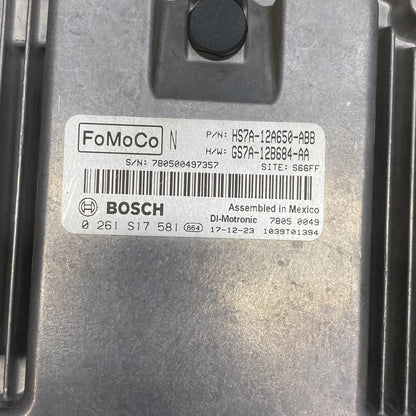 FoMoCo N
P/N: HS7A-12A650-ABB
H/W: GS7A-12B684-AA
S/N: 780500497357 SITE: S66FF
BOSCH
Assembled in Mexico
DI-Motronic 7805 0049
0 261 S17 581 864 17-12-23 1039T01394